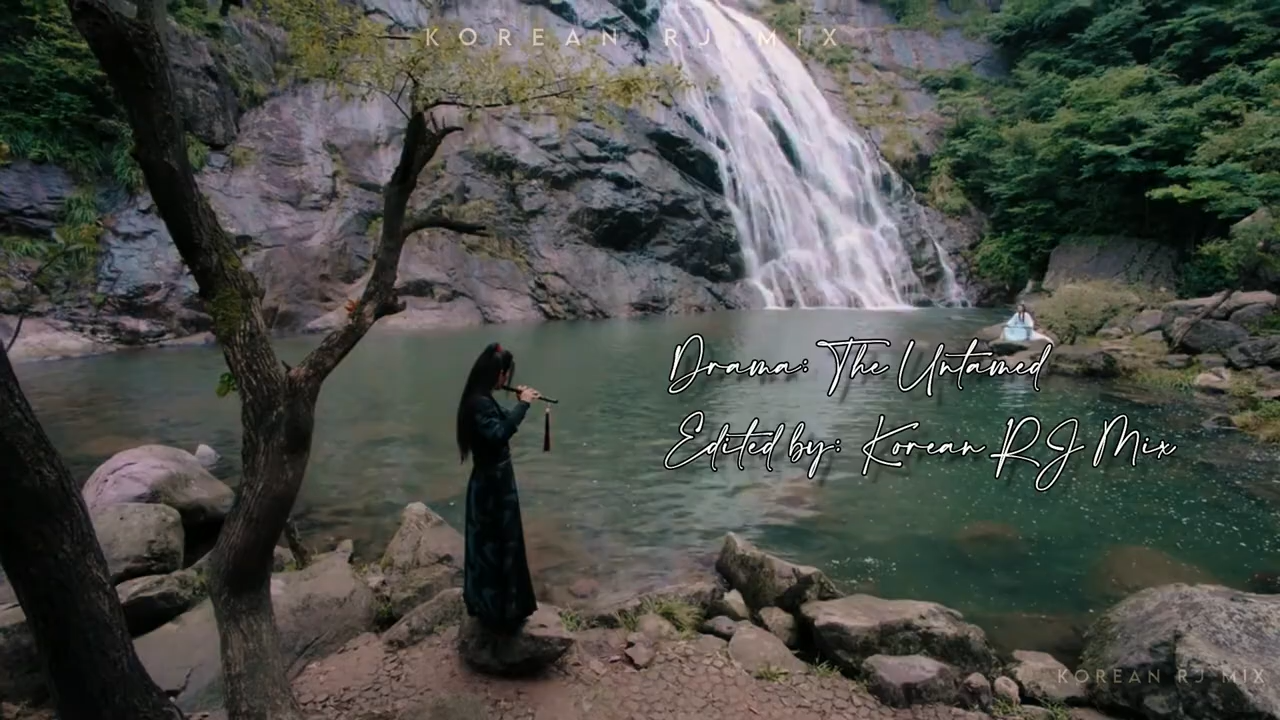 KOREAN RJ MIX
Drama: The Untamed
Edited by: Korean RJ Mix
KOREAN RJ MIX